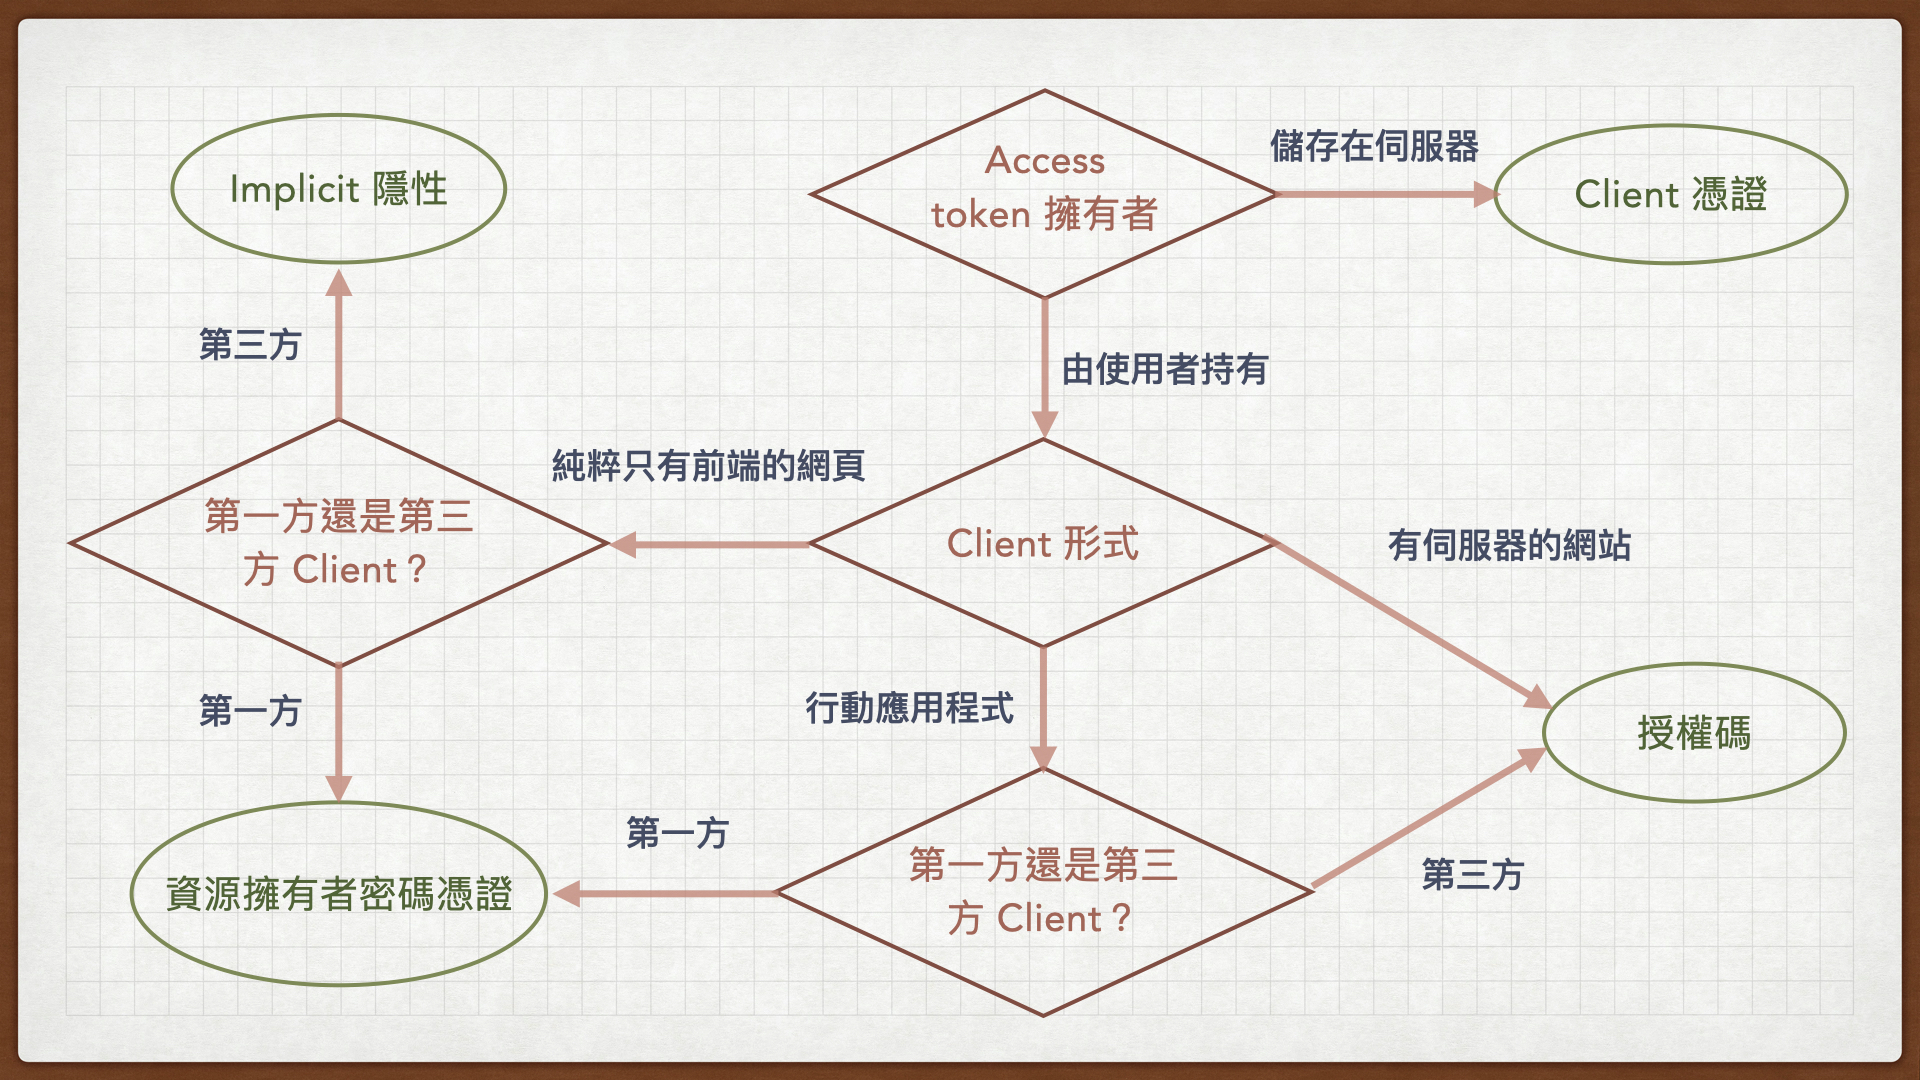 Implicit 隱性
Access
token 擁有者
儲存在伺服器
Client 憑證
第三方
由使用者持有
純粹只有前端的網頁
第一方還是第三
方 Client？
Client 形式
有伺服器的網站
第一方
行動應用程式
授權碼
第一方
第一方還是第三
方 Client？
第三方
資源擁有者密碼憑證